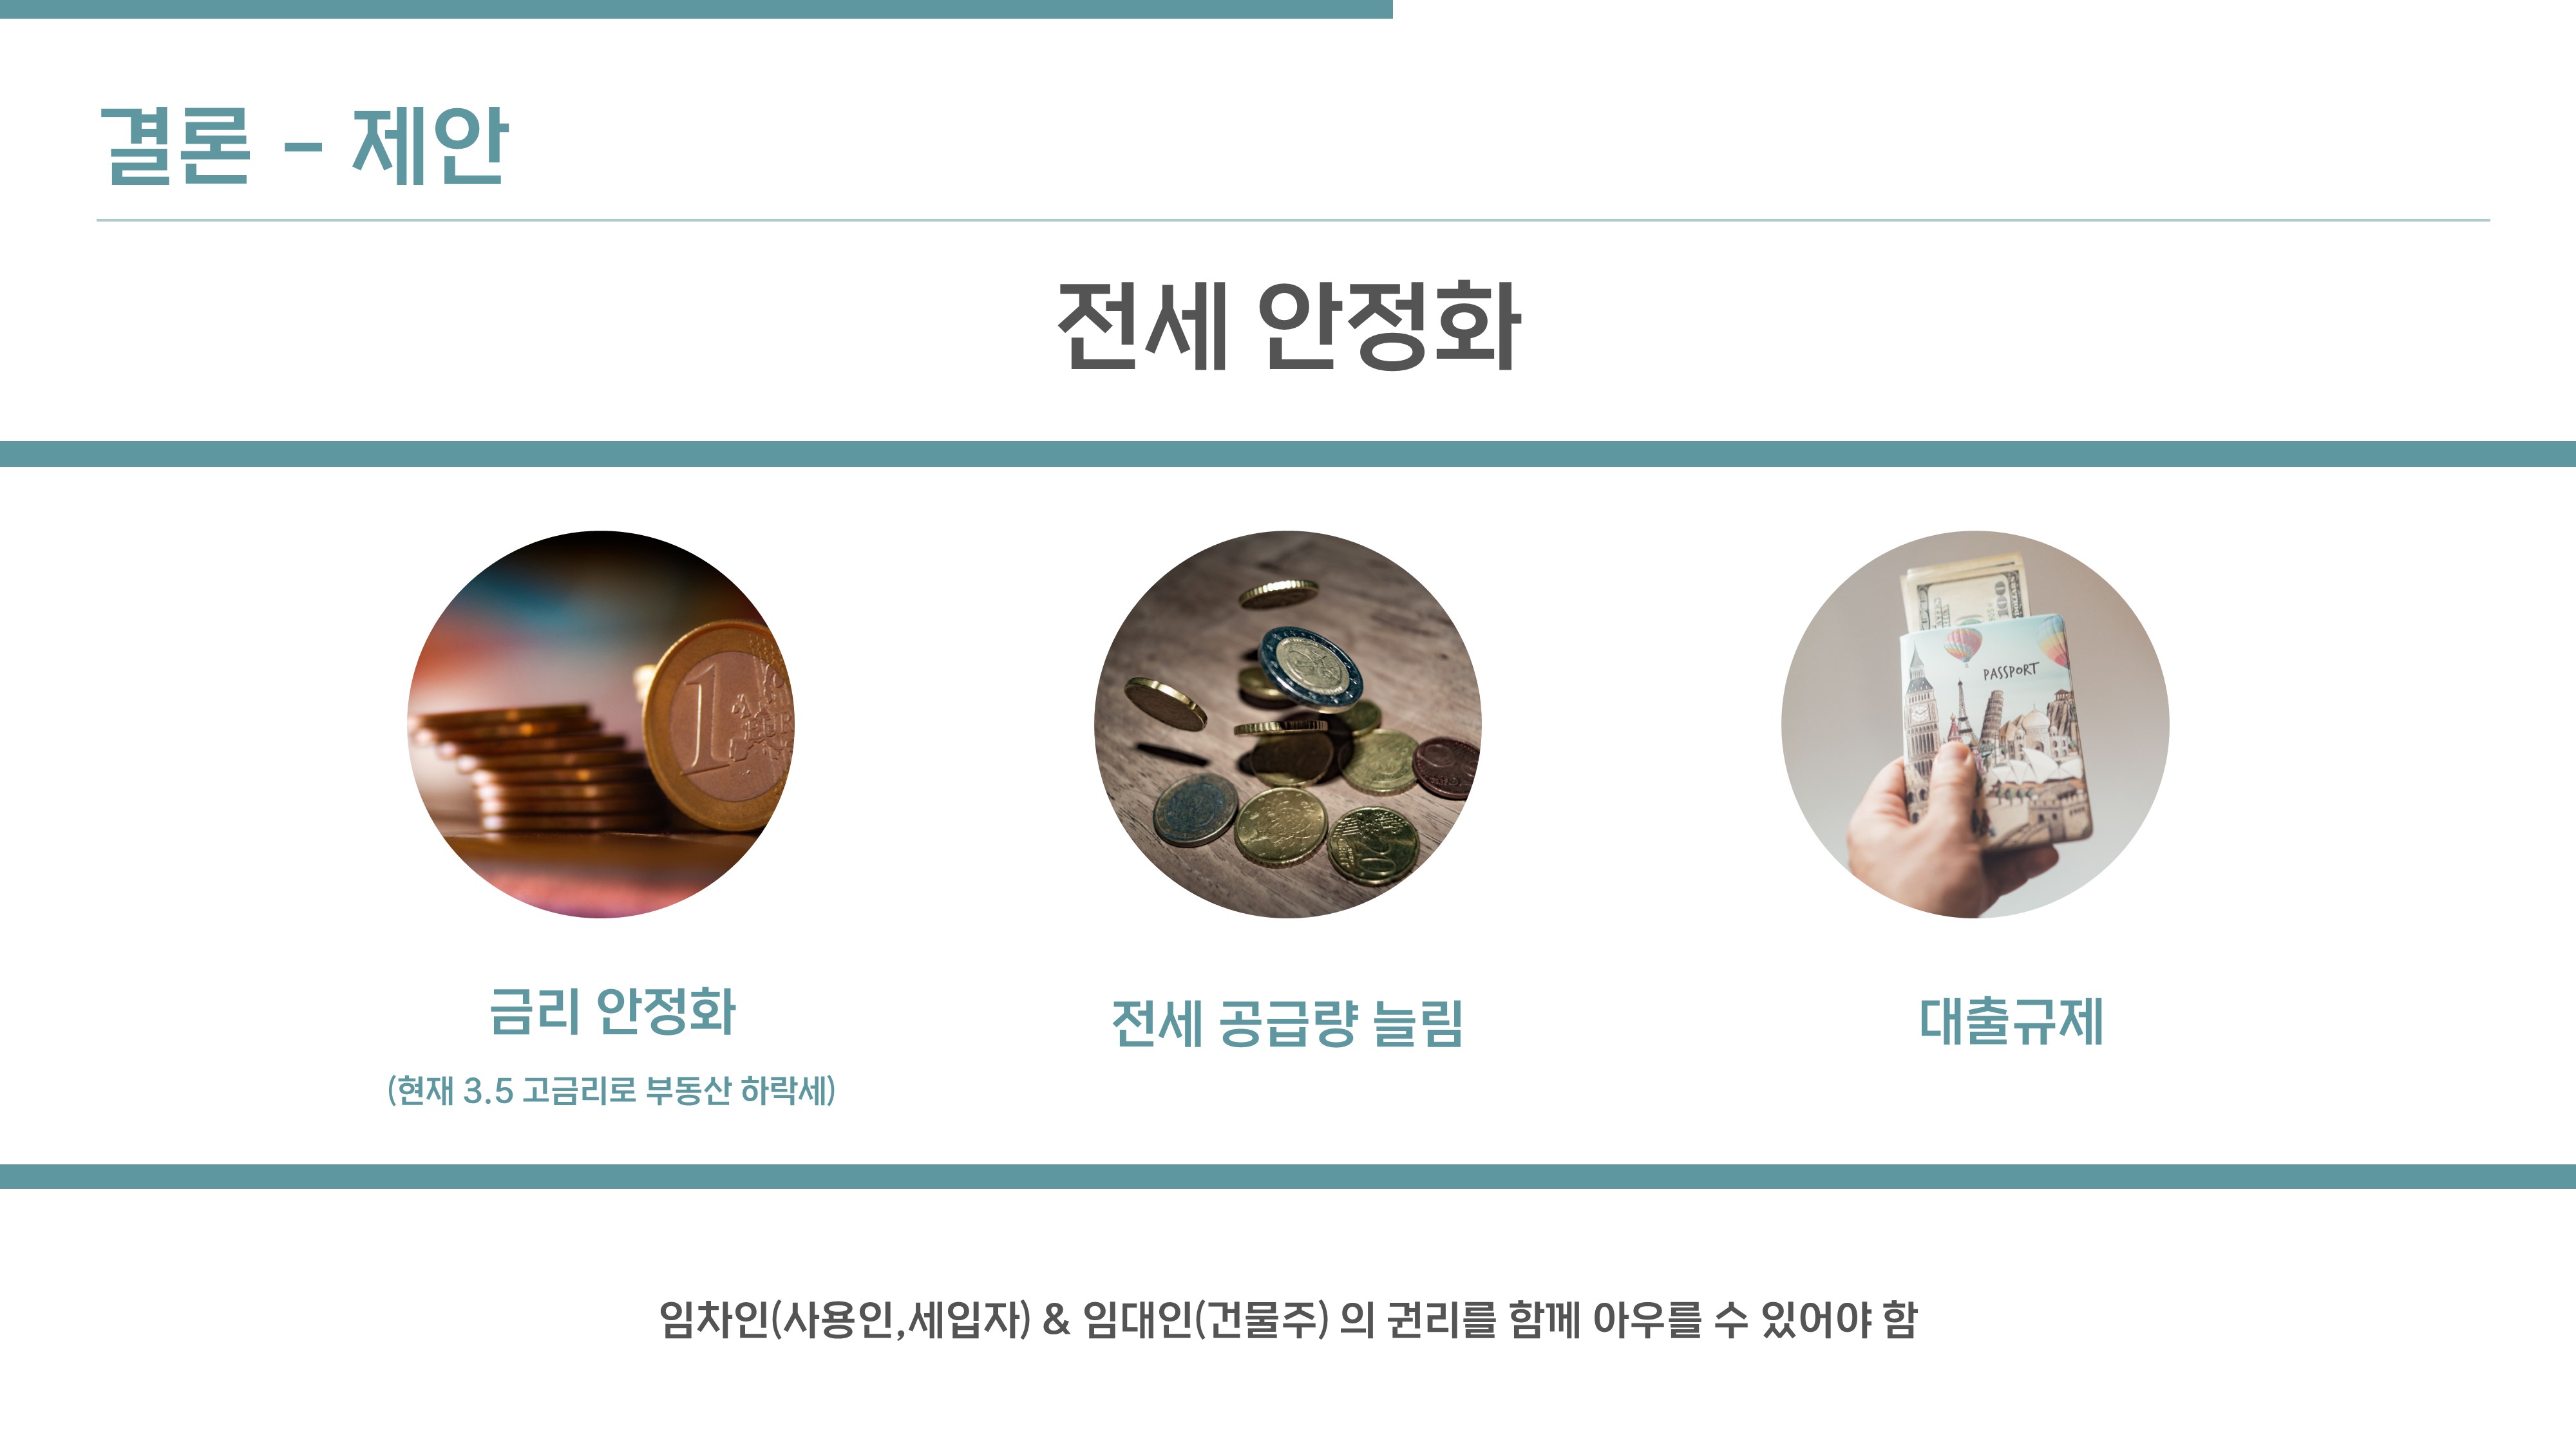 결론 - 제안
전세 안정화
1
EUR
PASSPORT
100
금리 안정화
전세 공급량 늘림
대출규제
(현재 3.5 고금리로 부동산 하락세)
임차인(사용인,세입자) & 임대인(건물주) 의 권리를 함께 아우를 수 있어야 함